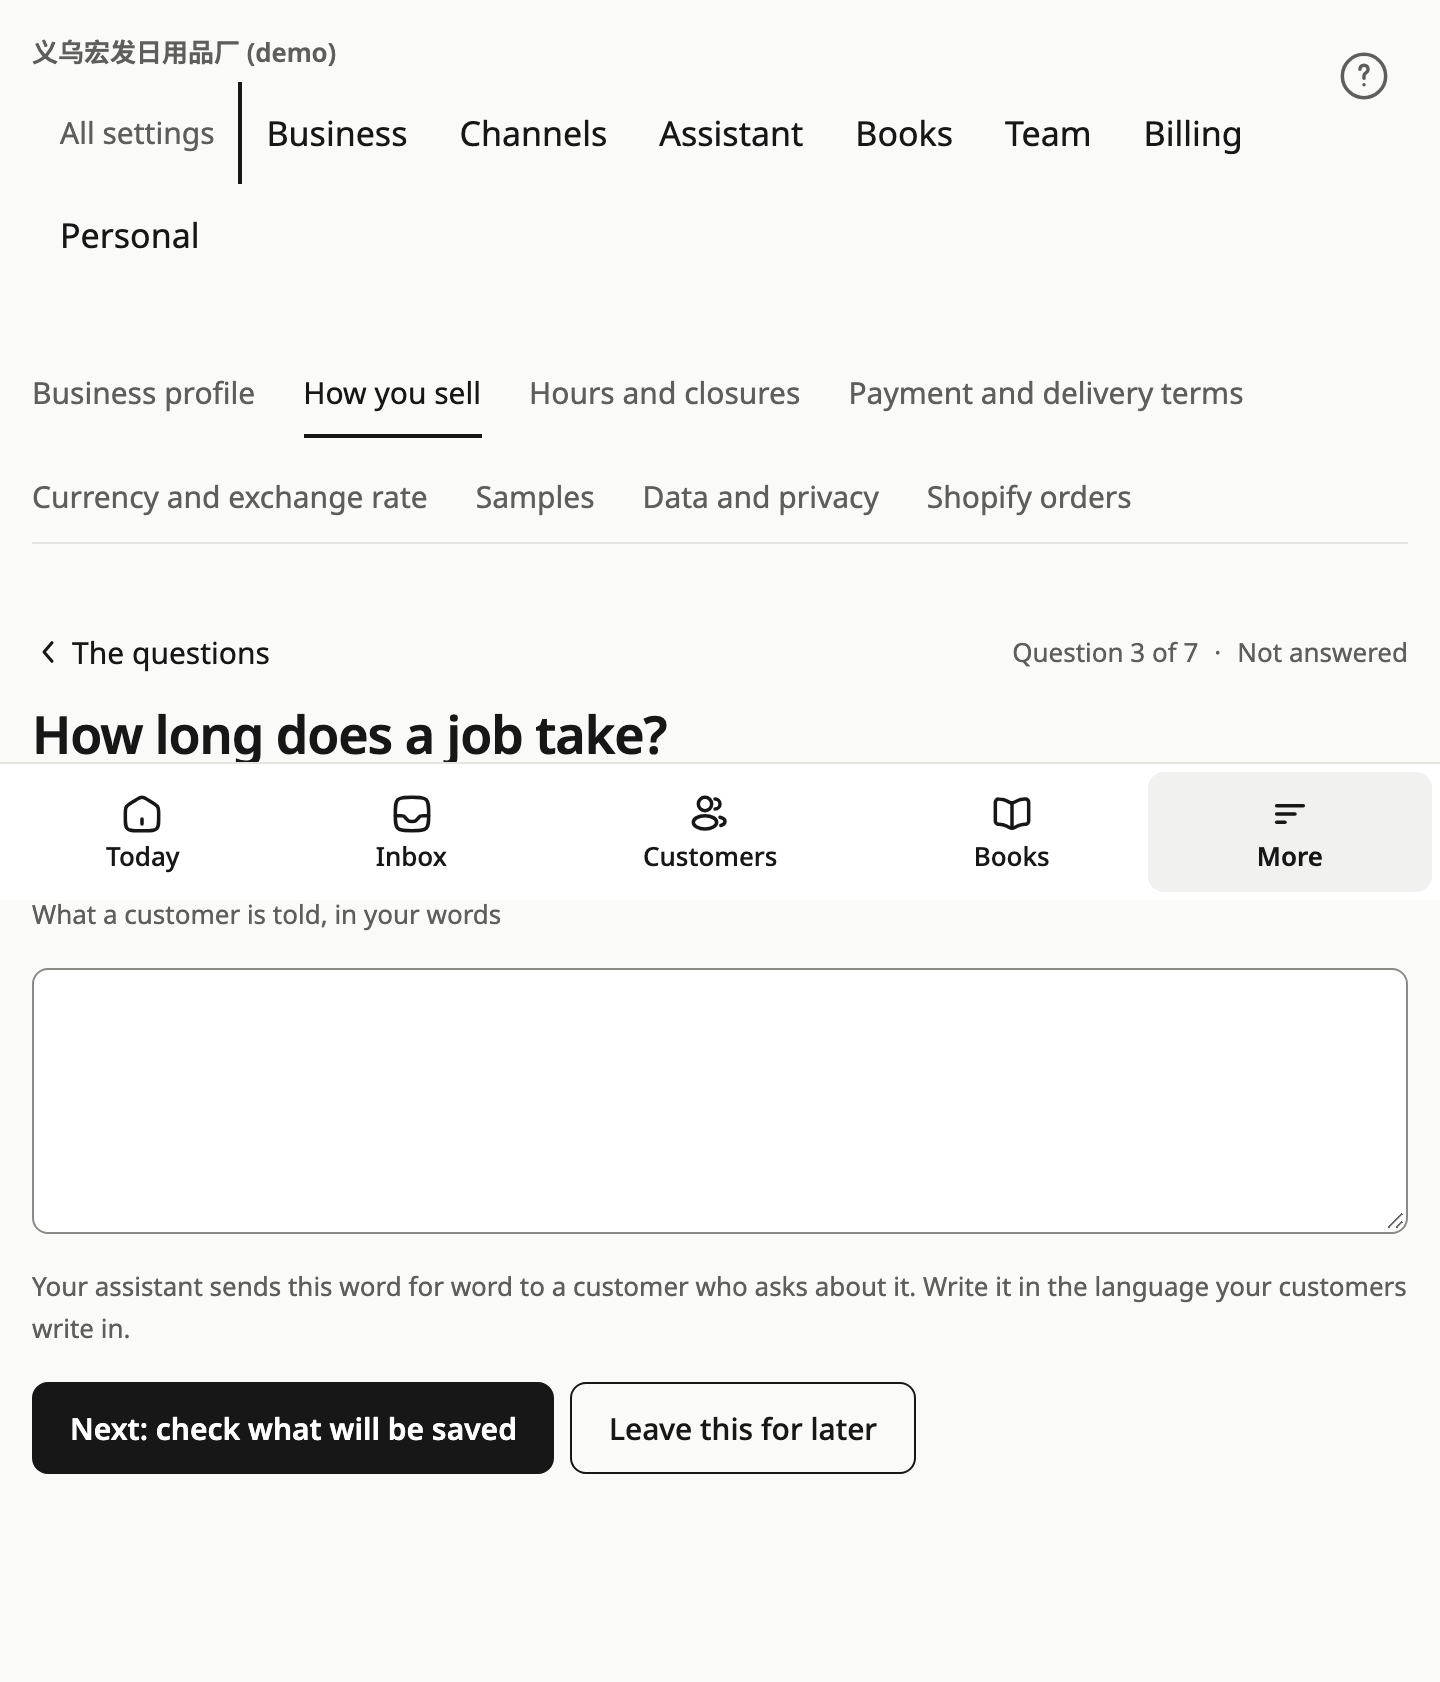 义乌宏发日用品厂 (demo)
?
All settings
Business
Channels
Assistant
Books
Team
Billing
Personal
Business profile
How you sell
Hours and closures
Payment and delivery terms
Currency and exchange rate
Samples
Data and privacy
Shopify orders
The questions
Question 3 of 7 · Not answered
How long does a job take?
Today
Inbox
Customers
Books
More
What a customer is told, in your words
Your assistant sends this word for word to a customer who asks about it. Write it in the language your customers
write in.
Next: check what will be saved
Leave this for later